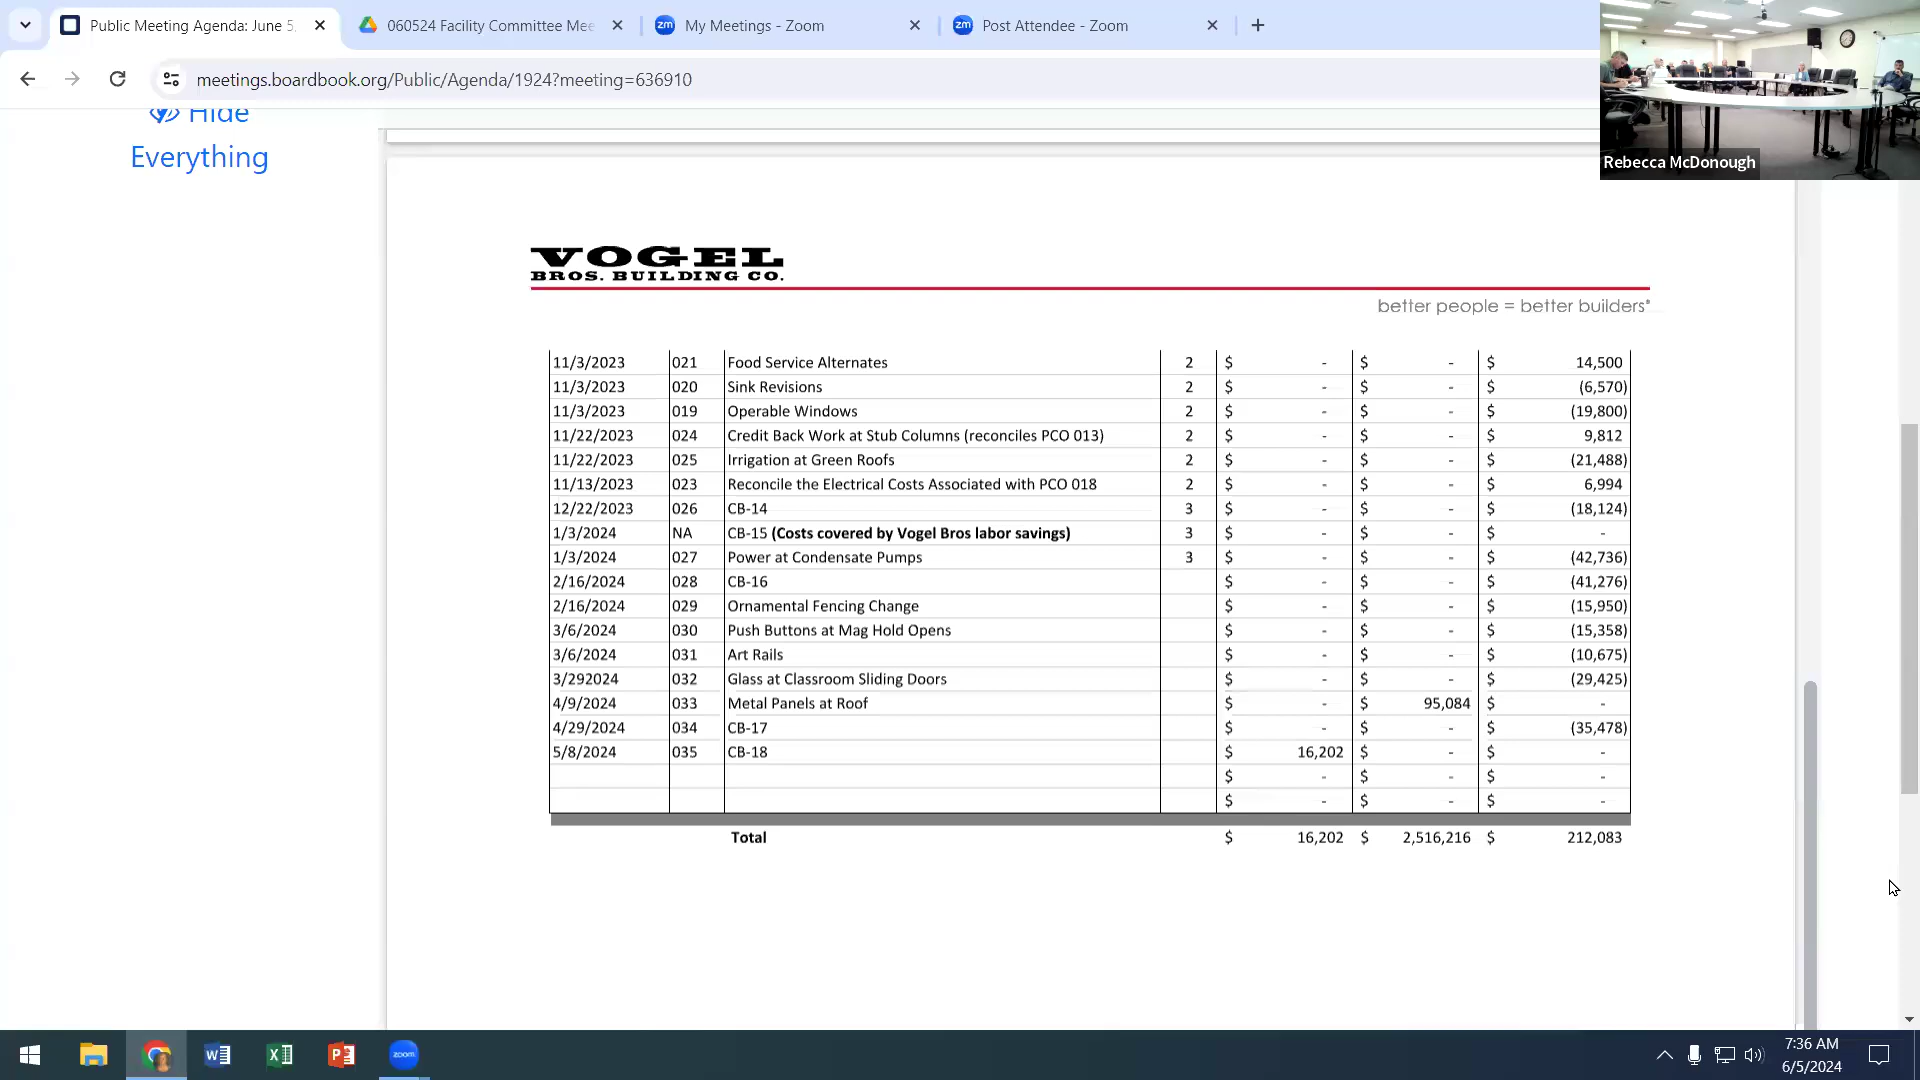 Public Meeting Agenda: June 5,
060524 Facility Committee Mee
zm My Meetings - Zoom
zm Post Attendee - Zoom
meetings.boardbook.org/Public/Agenda/1924?meeting=636910
Rebecca McDonough
Hide
Everything
VOGEL
BROS. BUILDING CO.
better people = better builders®
11/3/2023 021 Food Service Alternates 2 $ - $ - $ 14,500
11/3/2023 020 Sink Revisions 2 $ - $ - $ (6,570)
11/3/2023 019 Operable Windows 2 $ - $ - $ (19,800)
11/22/2023 024 Credit Back Work at Stub Columns (reconciles PCO 013) 2 $ - $ - $ 9,812
11/22/2023 025 Irrigation at Green Roofs 2 $ - $ - $ (21,488)
11/13/2023 023 Reconcile the Electrical Costs Associated with PCO 018 2 $ - $ - $ 6,994
12/22/2023 026 CB-14 3 $ - $ - $ (18,124)
1/3/2024 NA CB-15 (Costs covered by Vogel Bros labor savings) 3 $ - $ - $ -
1/3/2024 027 Power at Condensate Pumps 3 $ - $ - $ (42,736)
2/16/2024 028 CB-16 $ - $ - $ (41,276)
2/16/2024 029 Ornamental Fencing Change $ - $ - $ (15,950)
3/6/2024 030 Push Buttons at Mag Hold Opens $ - $ - $ (15,358)
3/6/2024 031 Art Rails $ - $ - $ (10,675)
3/292024 032 Glass at Classroom Sliding Doors $ - $ - $ (29,425)
4/9/2024 033 Metal Panels at Roof $ - $ 95,084 $ -
4/29/2024 034 CB-17 $ - $ - $ (35,478)
5/8/2024 035 CB-18 $ 16,202 $ - $ -
$ - $ - $ -
$ - $ - $ -
Total $ 16,202 $ 2,516,216 $ 212,083
zoom
7:36 AM
6/5/2024